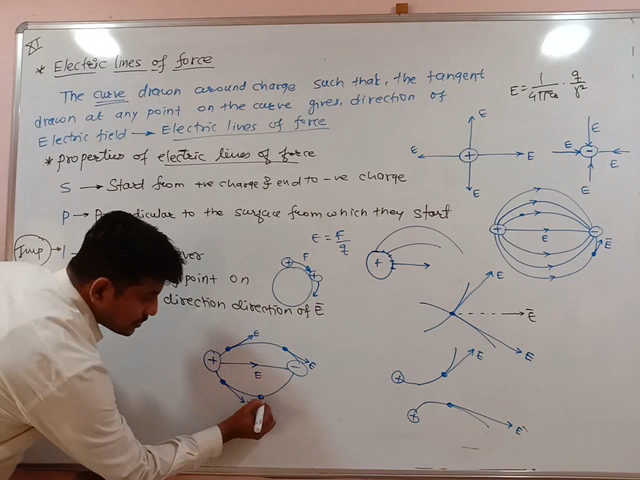 XI
* Electric lines of force
The curve drawn around charge such that, the tangent
drawn at any point on the curve gives, direction of
Electric field → Electric lines of force
E = 1/4πε₀ · q/r²
* properties of electric lines of force
S → Start from +ve charge & end to -ve charge
P → dicular to the surface from which they start
Imp → I
point on
direction direction of E̅
E = F/q
F
+
E
E
E
E
+
E
E
E
E
-
+
E
-
E̅
+
E
E̅
E
+
E
+
E
+
E
E
E
-